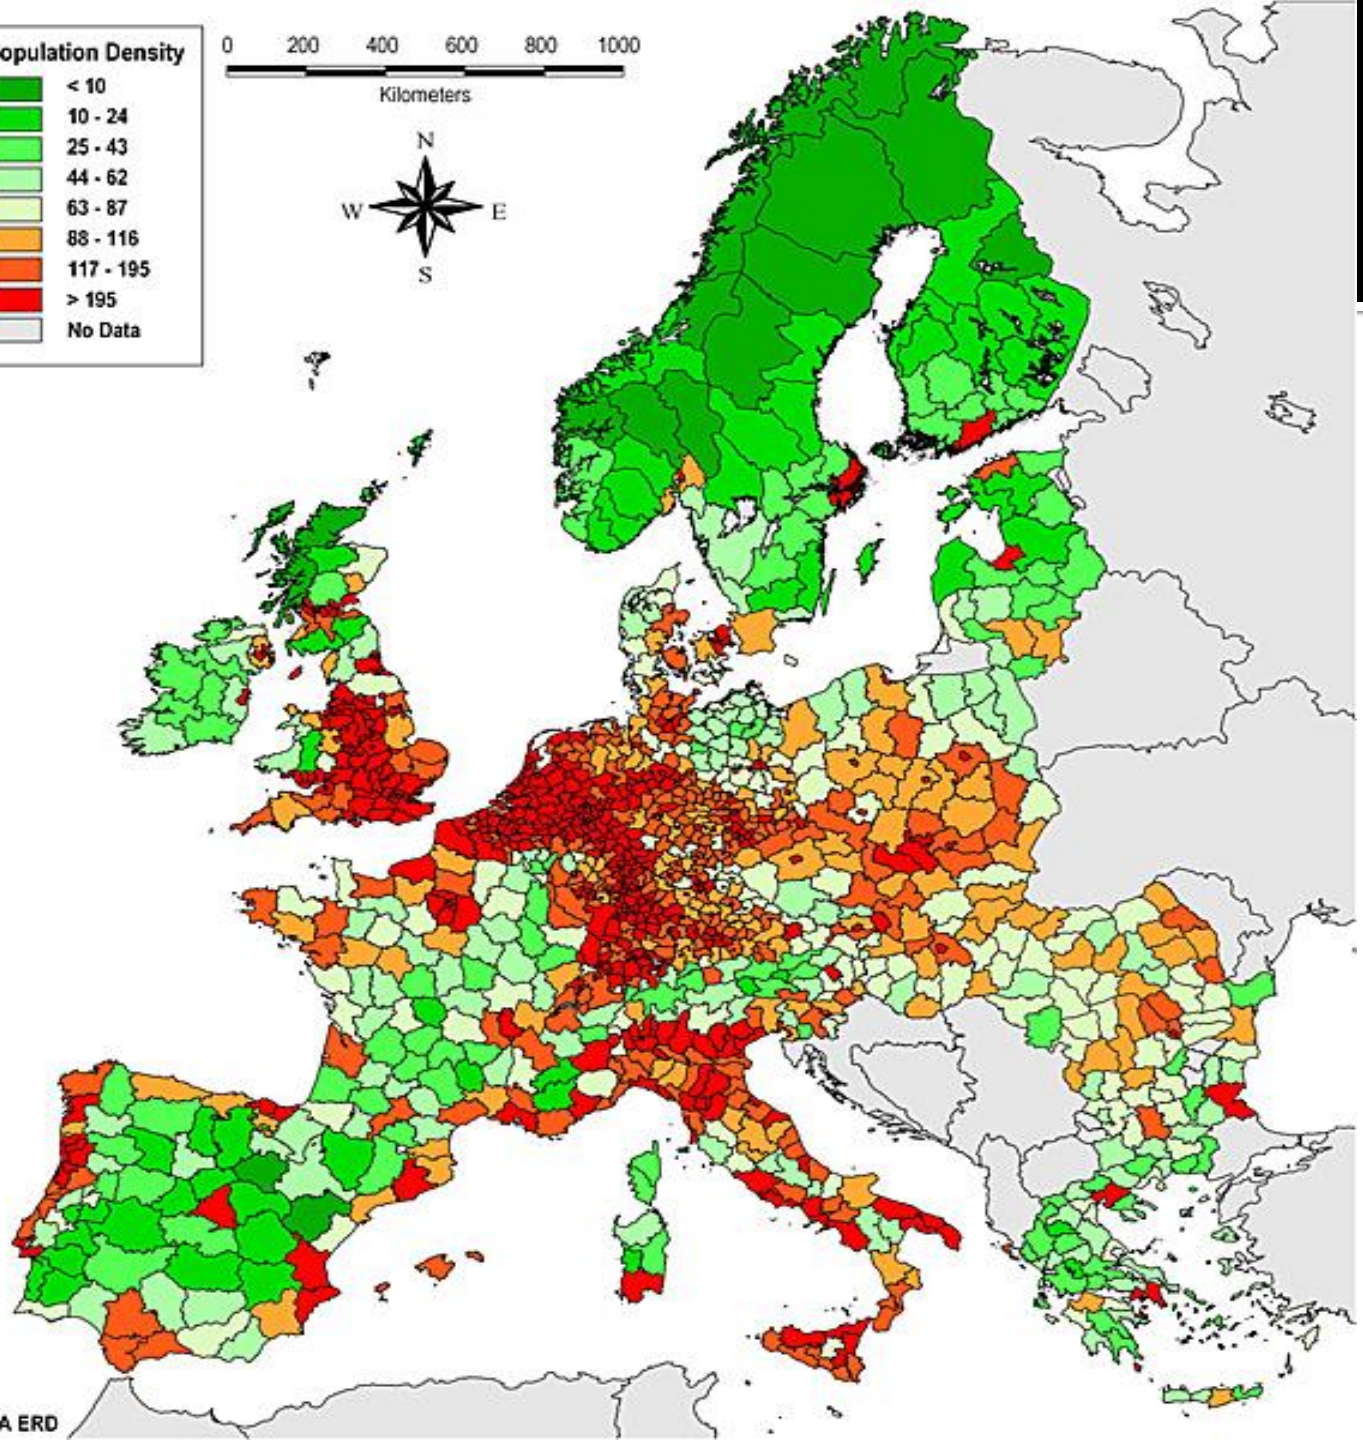 opulation Density
< 10
10 - 24
25 - 43
44 - 62
63 - 87
88 - 116
117 - 195
> 195
No Data
0 200 400 600 800 1000
Kilometers
N
W E
S
A ERD